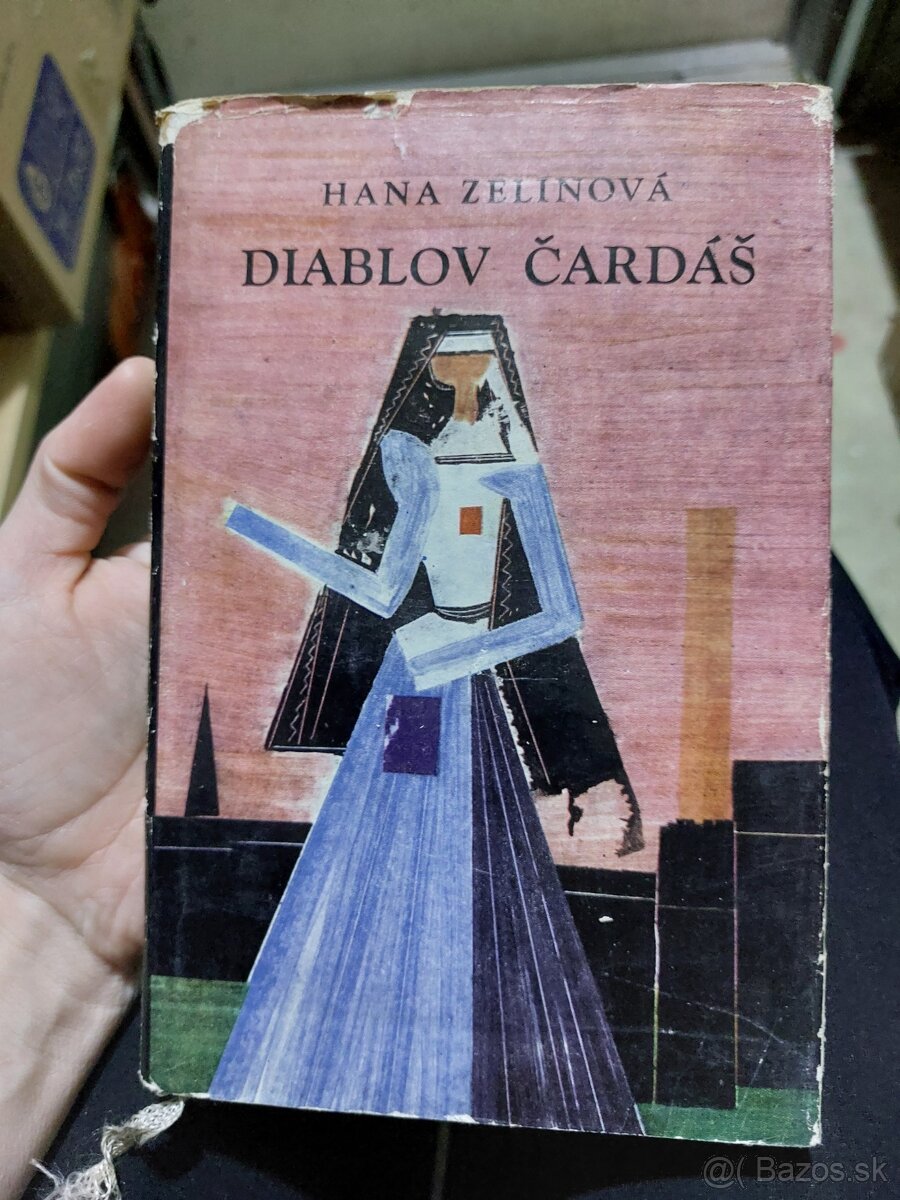 HANA ZELINOVÁ
DIABLOV ČARDÁŠ
@( Bazos.sk